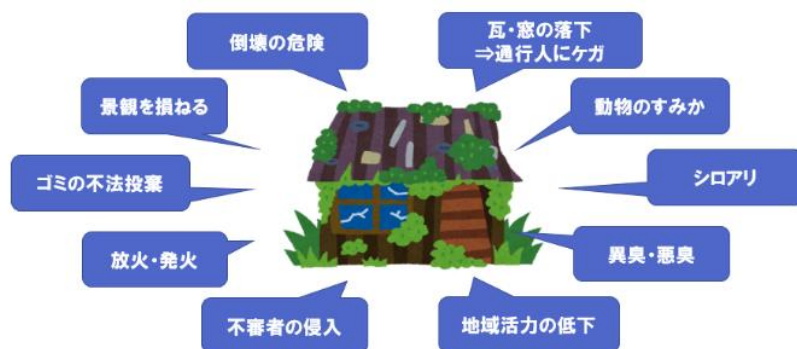 倒壊の危険
瓦・窓の落下
⇒通行人にケガ
景観を損ねる
動物のすみか
ゴミの不法投棄
シロアリ
放火・発火
異臭・悪臭
不審者の侵入
地域活力の低下